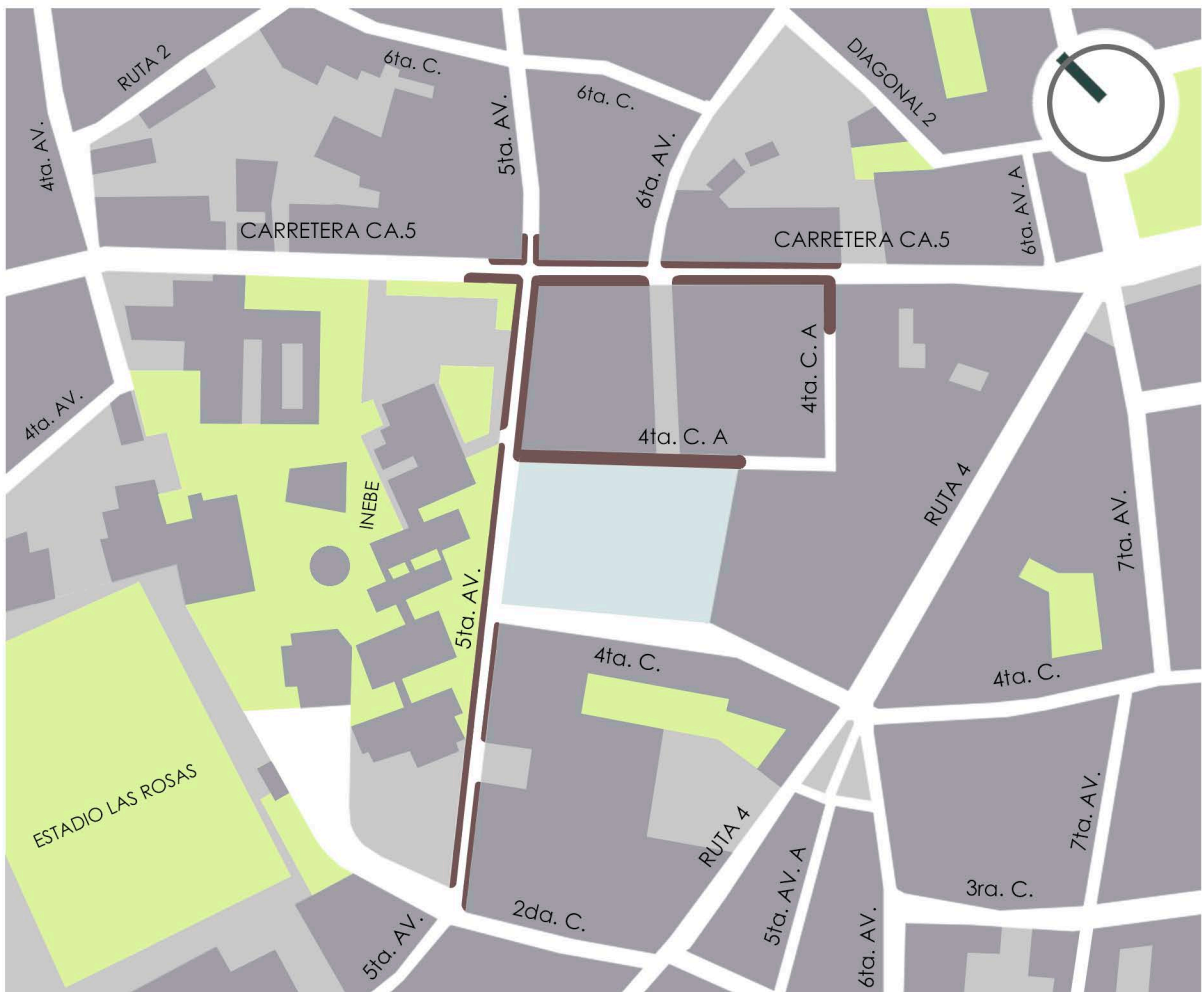 RUTA 2
6ta. C.
5ta. AV.
6ta. C.
DIAGONAL 2
4ta. AV.
6ta. AV.
6ta. AV. A
CARRETERA CA.5
CARRETERA CA.5
4ta. C. A
4ta. AV.
4ta. C. A
INEBE
RUTA 4
7ta. AV.
5ta. AV.
4ta. C.
4ta. C.
ESTADIO LAS ROSAS
RUTA 4
7ta. AV.
5ta. AV. A
3ra. C.
2da. C.
5ta. AV.
6ta. AV.